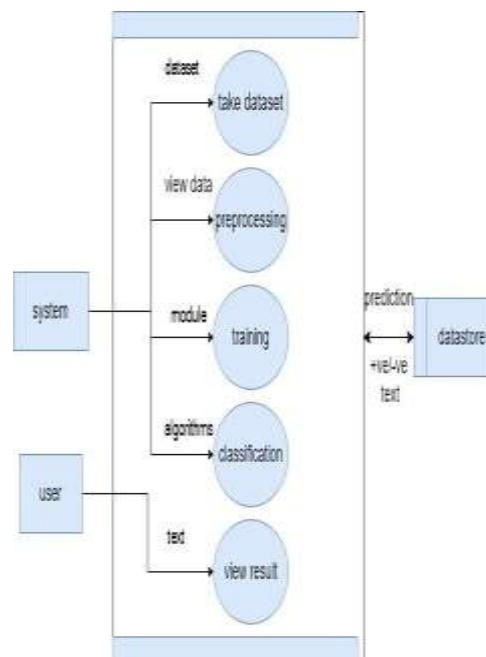 dataset
take dataset
view data
preprocessing
system
module
training
prediction
datastore
+ve/-ve
text
algorithms
classification
user
text
view result